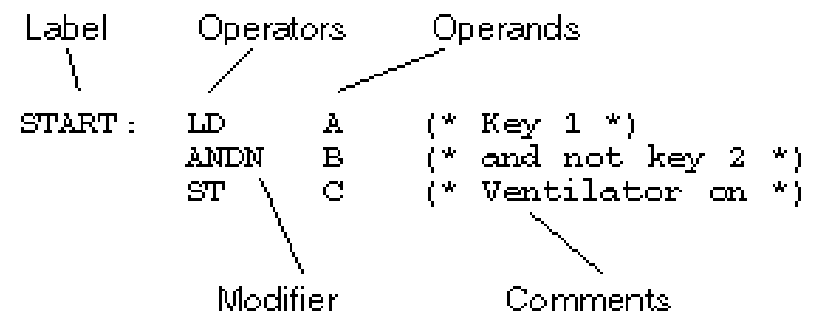 Label Operators Operands
START: LD A (* Key 1 *)
ANDN B (* and not key 2 *)
ST C (* Ventilator on *)
Modifier Comments